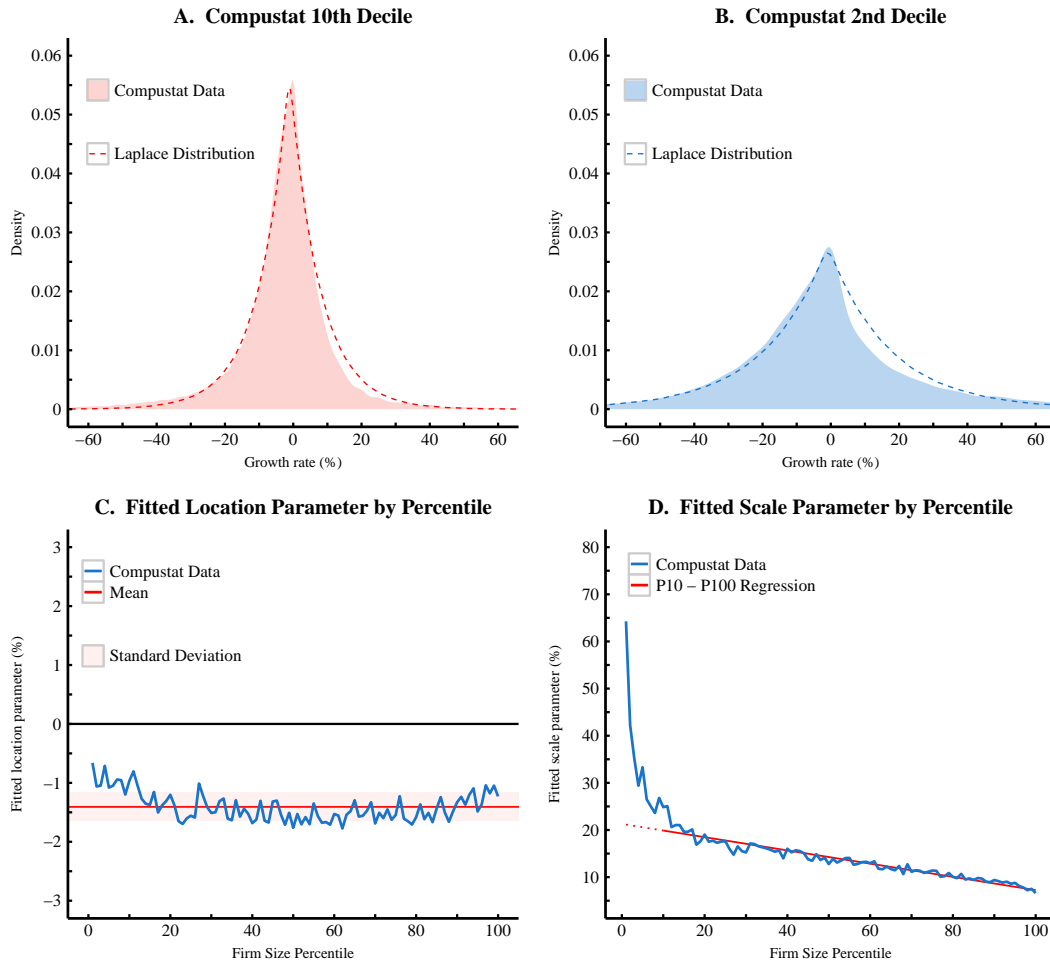 A.  Compustat 10th Decile
0.06
0.05
0.04
0.03
0.02
0.01
0
Density
Compustat Data
Laplace Distribution
−60
−40
−20
0
20
40
60
Growth rate (%)
B.  Compustat 2nd Decile
0.06
0.05
0.04
0.03
0.02
0.01
0
Density
Compustat Data
Laplace Distribution
−60
−40
−20
0
20
40
60
Growth rate (%)
C.  Fitted Location Parameter by Percentile
3
2
1
0
−1
−2
−3
Fitted location parameter (%)
Compustat Data
Mean
Standard Deviation
0
20
40
60
80
100
Firm Size Percentile
D.  Fitted Scale Parameter by Percentile
80
70
60
50
40
30
20
10
Fitted scale parameter (%)
Compustat Data
P10 – P100 Regression
0
20
40
60
80
100
Firm Size Percentile